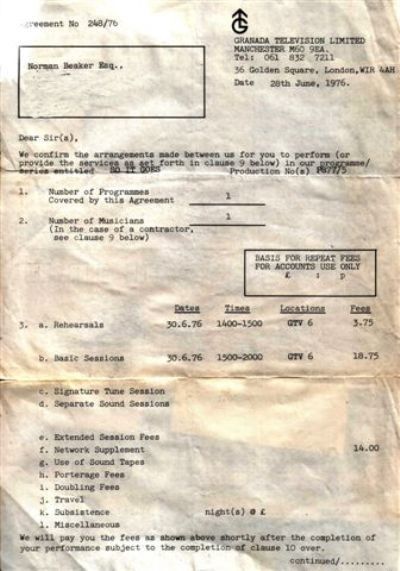 greement No 248/76
GRANADA TELEVISION LIMITED
MANCHESTER M60 9EA.
Tel: 061 832 7211
36 Golden Square, London,W1R 4AH
Date 28th June, 1976.
Norman Beaker Esq.,
Dear Sir(s),
We confirm the arrangements made between us for you to perform (or
provide the services as set forth in clause 9 below) in our programme/
series entitled SO IT GOES Production No(s) P877/5
1. Number of Programmes
Covered by this Agreement 1
2. Number of Musicians 1
(In the case of a contractor,
see clause 9 below)
BASIS FOR REPEAT FEES
FOR ACCOUNTS USE ONLY
£ : p
Dates Times Locations Fees
3. a. Rehearsals 30.6.76 1400-1500 GTV 6 3.75
b. Basic Sessions 30.6.76 1500-2000 GTV 6 18.75
c. Signature Tune Session
d. Separate Sound Sessions
e. Extended Session Fees
f. Network Supplement 14.00
g. Use of Sound Tapes
h. Porterage Fees
i. Doubling Fees
j. Travel
k. Subsistence night(s) @ £
l. Miscellaneous
We will pay you the fees as shown above shortly after the completion of
your performance subject to the completion of clause 10 over.
continued/.........